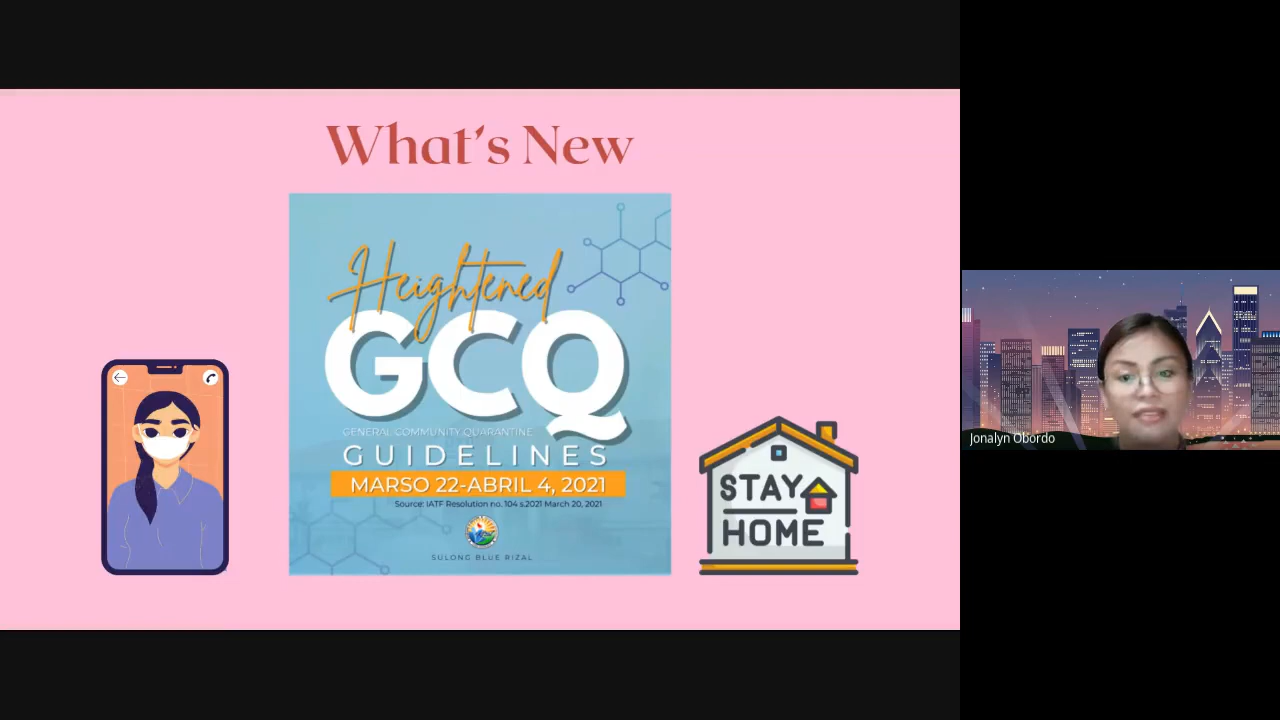 What's New
Heightened
GCQ
GENERAL COMMUNITY QUARANTINE
GUIDELINES
MARSO 22-ABRIL 4, 2021
Source: IATF Resolution no. 104 s.2021 March 20, 2021
SULONG BLUE RIZAL
STAY
HOME
Jonalyn Obordo